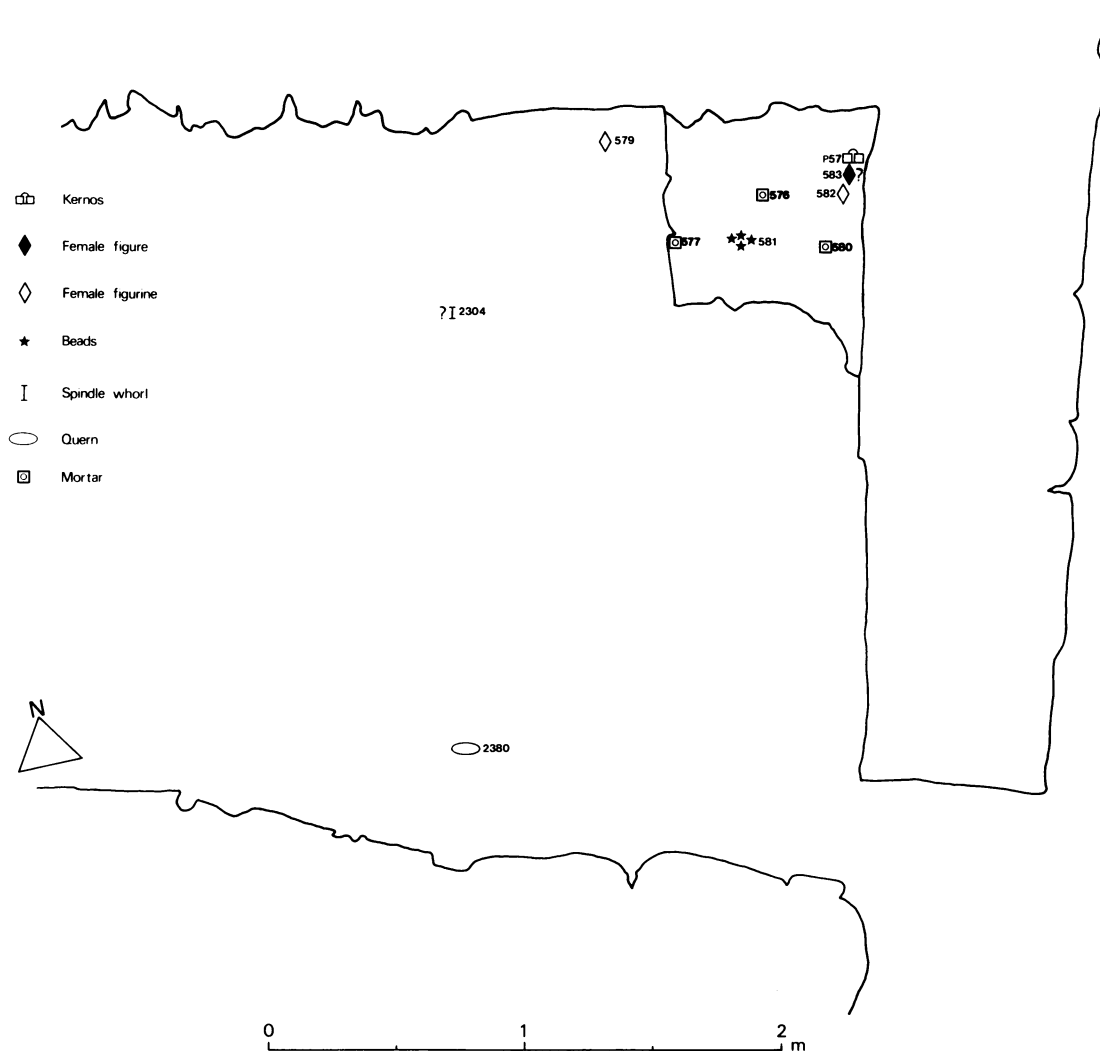 579
P57
583 ?
582
576
577
581
580
? 2304
Kernos
Female figure
Female figurine
Beads
Spindle whorl
Quern
Mortar
N
2380
0 1 2 m